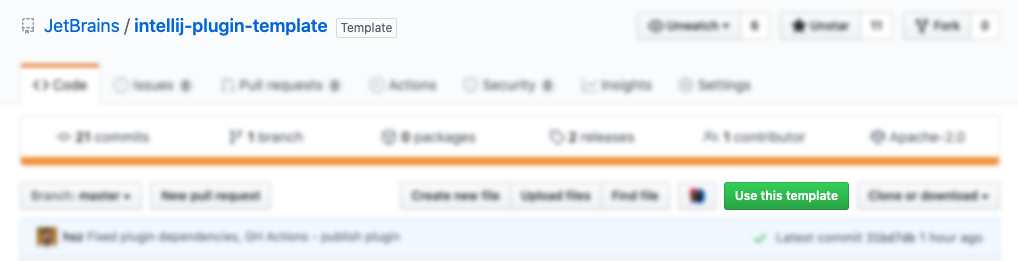 JetBrains / intellij-plugin-template Template Unwatch 6 Unstar 11 Fork 0
Code Issues 0 Pull requests 0 Actions Security 0 Insights Settings
21 commits 1 branch 0 packages 2 releases 1 contributor Apache-2.0
Branch: master New pull request Create new file Upload files Find file Use this template Clone or download
hsz Fixed plugin dependencies, GH Actions - publish plugin Latest commit 1 hour ago